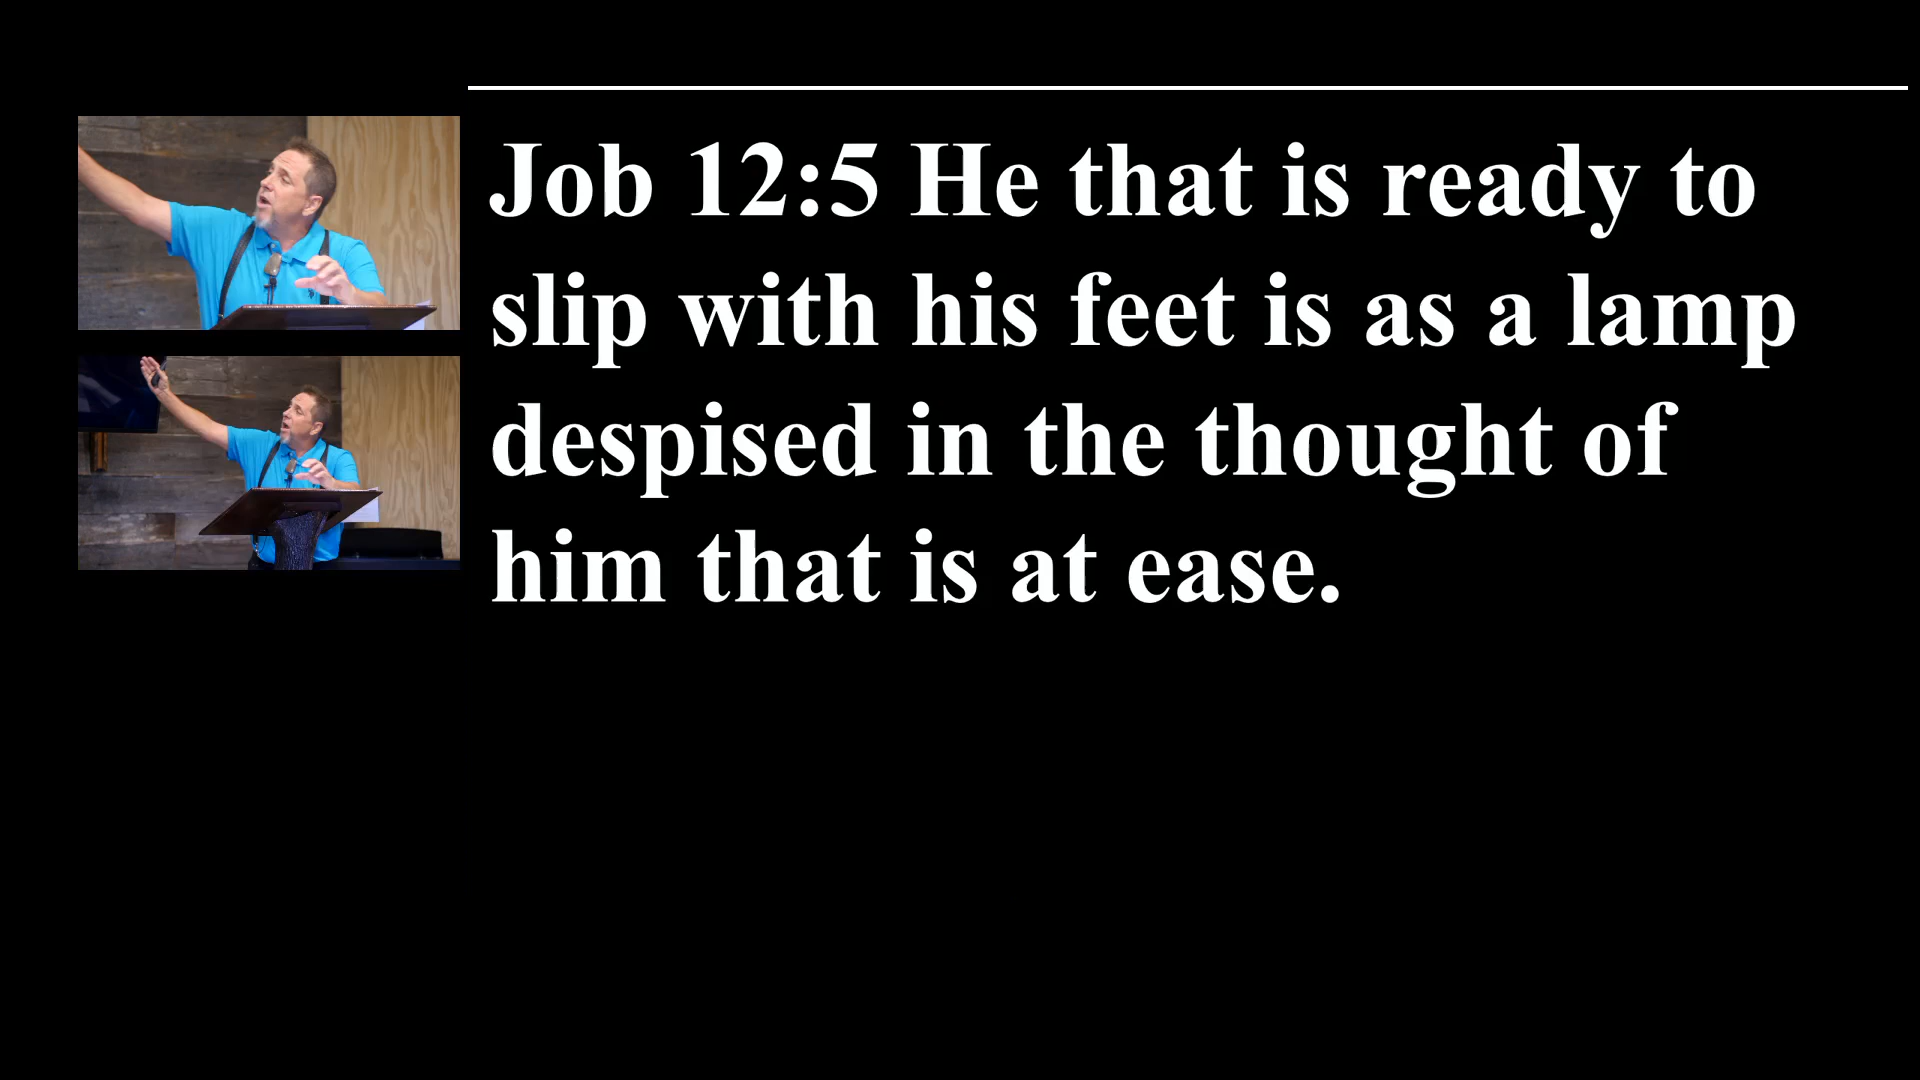 Job 12:5 He that is ready to
slip with his feet is as a lamp
despised in the thought of
him that is at ease.